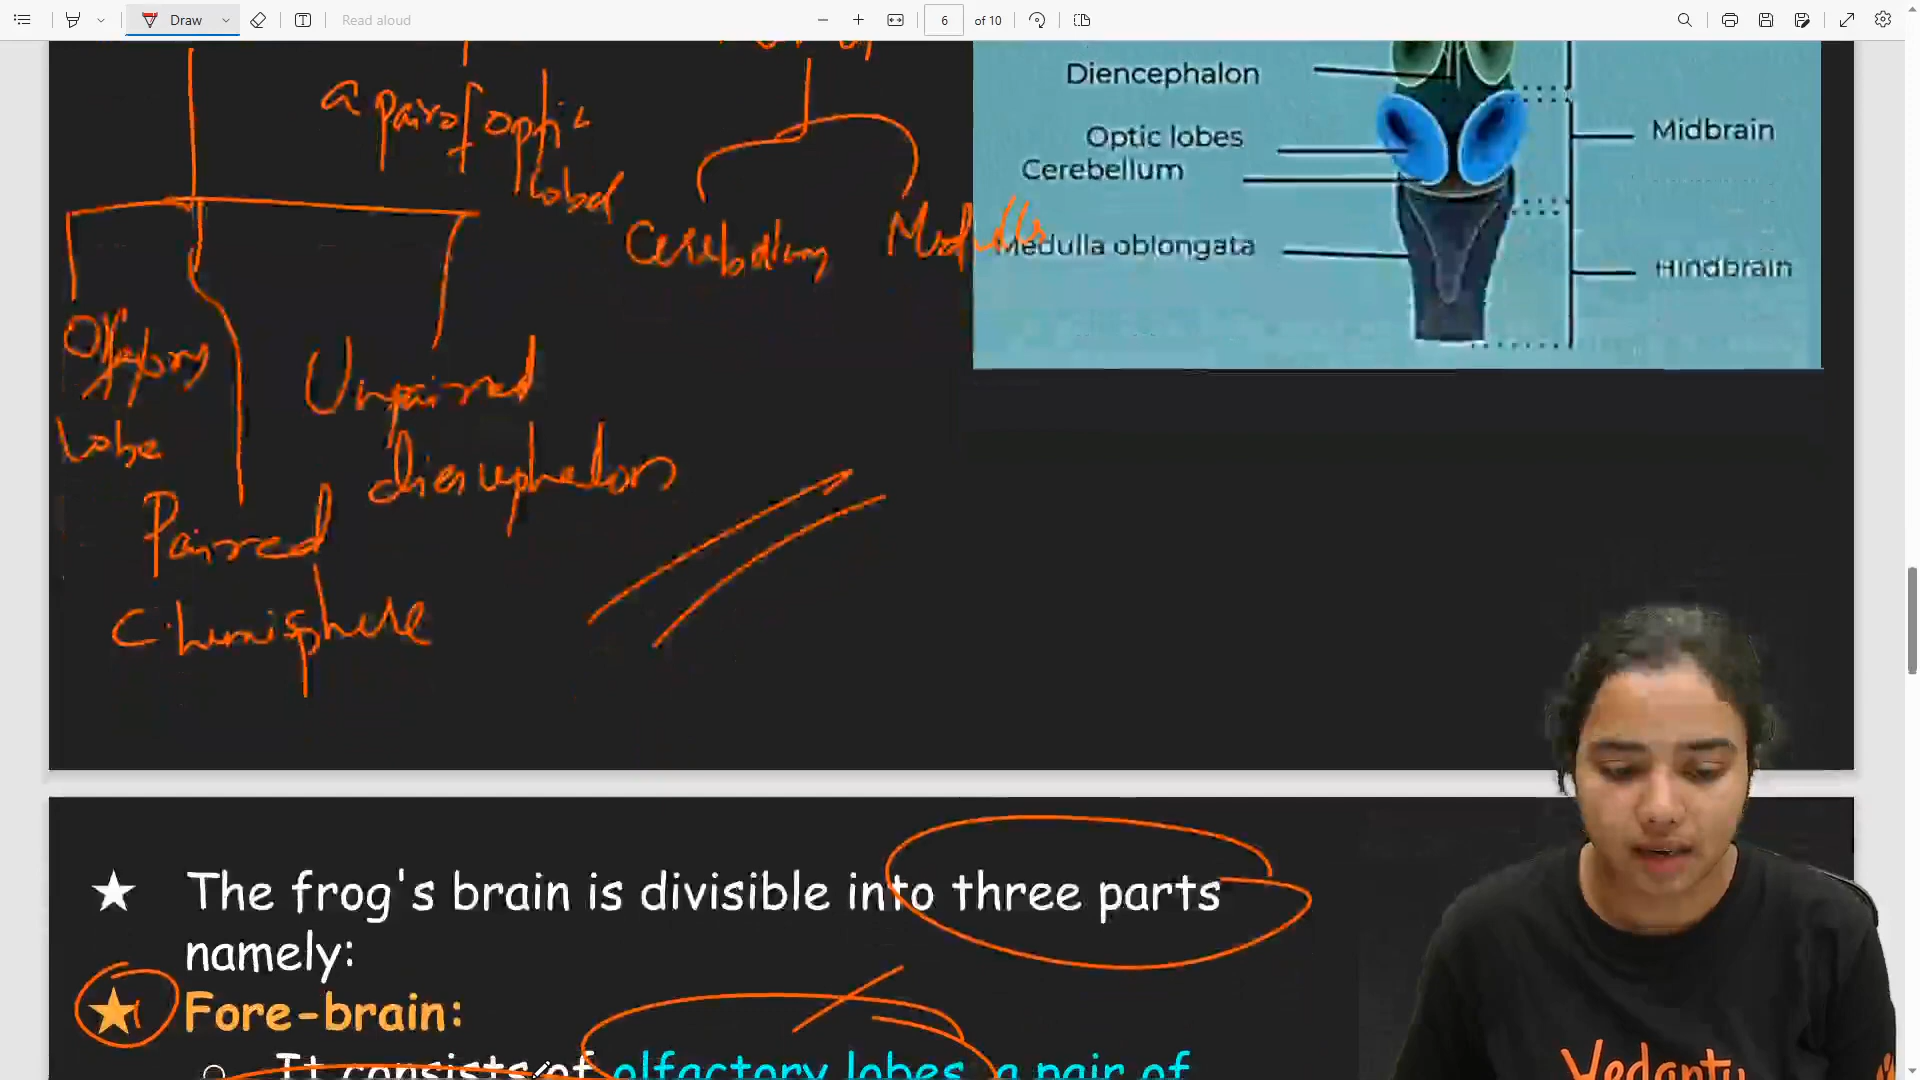 Draw
Read aloud
6
of 10
a pair of optic
lobes
Cerebellum
Medulla
Olfactory
Lobe
Unpaired
diencephalon
Paired
C. hemisphere
Diencephalon
Optic lobes
Cerebellum
Medulla oblongata
Midbrain
Hindbrain
★ The frog's brain is divisible into three parts
namely:
★ 1 Fore-brain:
It consists of olfactory lobes, a pair of
Vedantu